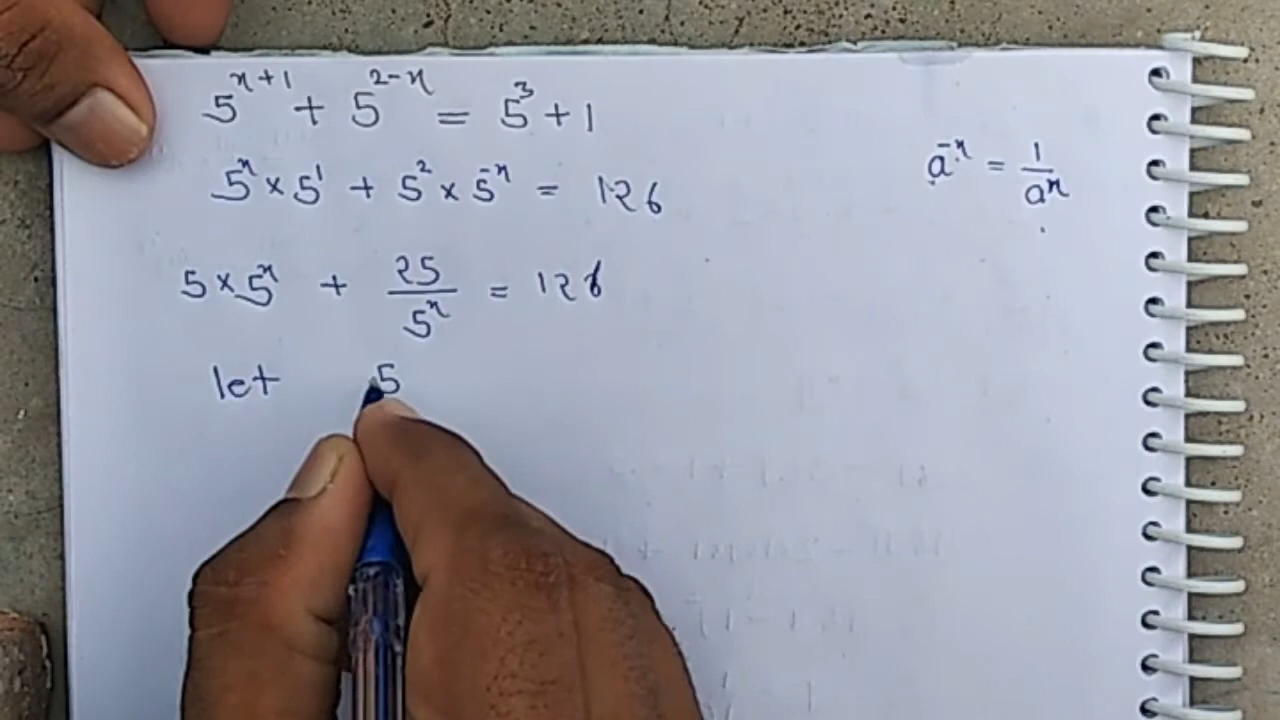 5^{x+1} + 5^{2-x} = 5^3 + 1
5^x × 5^1 + 5^2 × 5^{-x} = 126
a^{-x} = 1/a^x
5 × 5^x + 25/5^x = 126
let 5